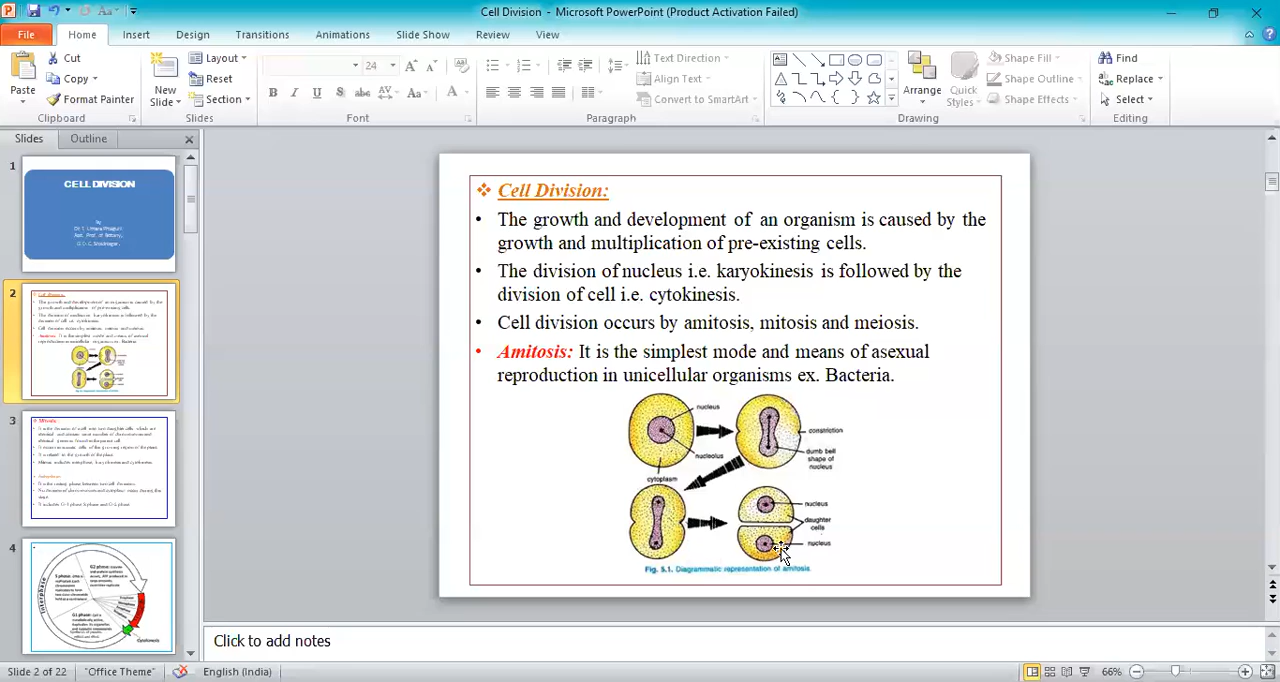 Cell Division - Microsoft PowerPoint (Product Activation Failed)
File Home Insert Design Transitions Animations Slide Show Review View
Cut
Copy
Format Painter
Paste
Clipboard
New
Slide
Layout
Reset
Section
Slides
24
Font
Text Direction
Align Text
Convert to SmartArt
Paragraph
Arrange
Quick
Styles
Shape Fill
Shape Outline
Shape Effects
Drawing
Find
Replace
Select
Editing
Slides Outline
1
CELL DIVISION
2
3
4
Interphase
Cytokinesis
Cell Division:
• The growth and development of an organism is caused by the
growth and multiplication of pre-existing cells.
• The division of nucleus i.e. karyokinesis is followed by the
division of cell i.e. cytokinesis.
• Cell division occurs by amitosis, mitosis and meiosis.
• Amitosis: It is the simplest mode and means of asexual
reproduction in unicellular organisms ex. Bacteria.
nucleus
nucleolus
cytoplasm
constriction
dumb bell
shape of
nucleus
nucleus
daughter
cells
nucleus
Fig. 5.1. Diagrammatic representation of amitosis
Click to add notes
Slide 2 of 22 "Office Theme" English (India) 66%